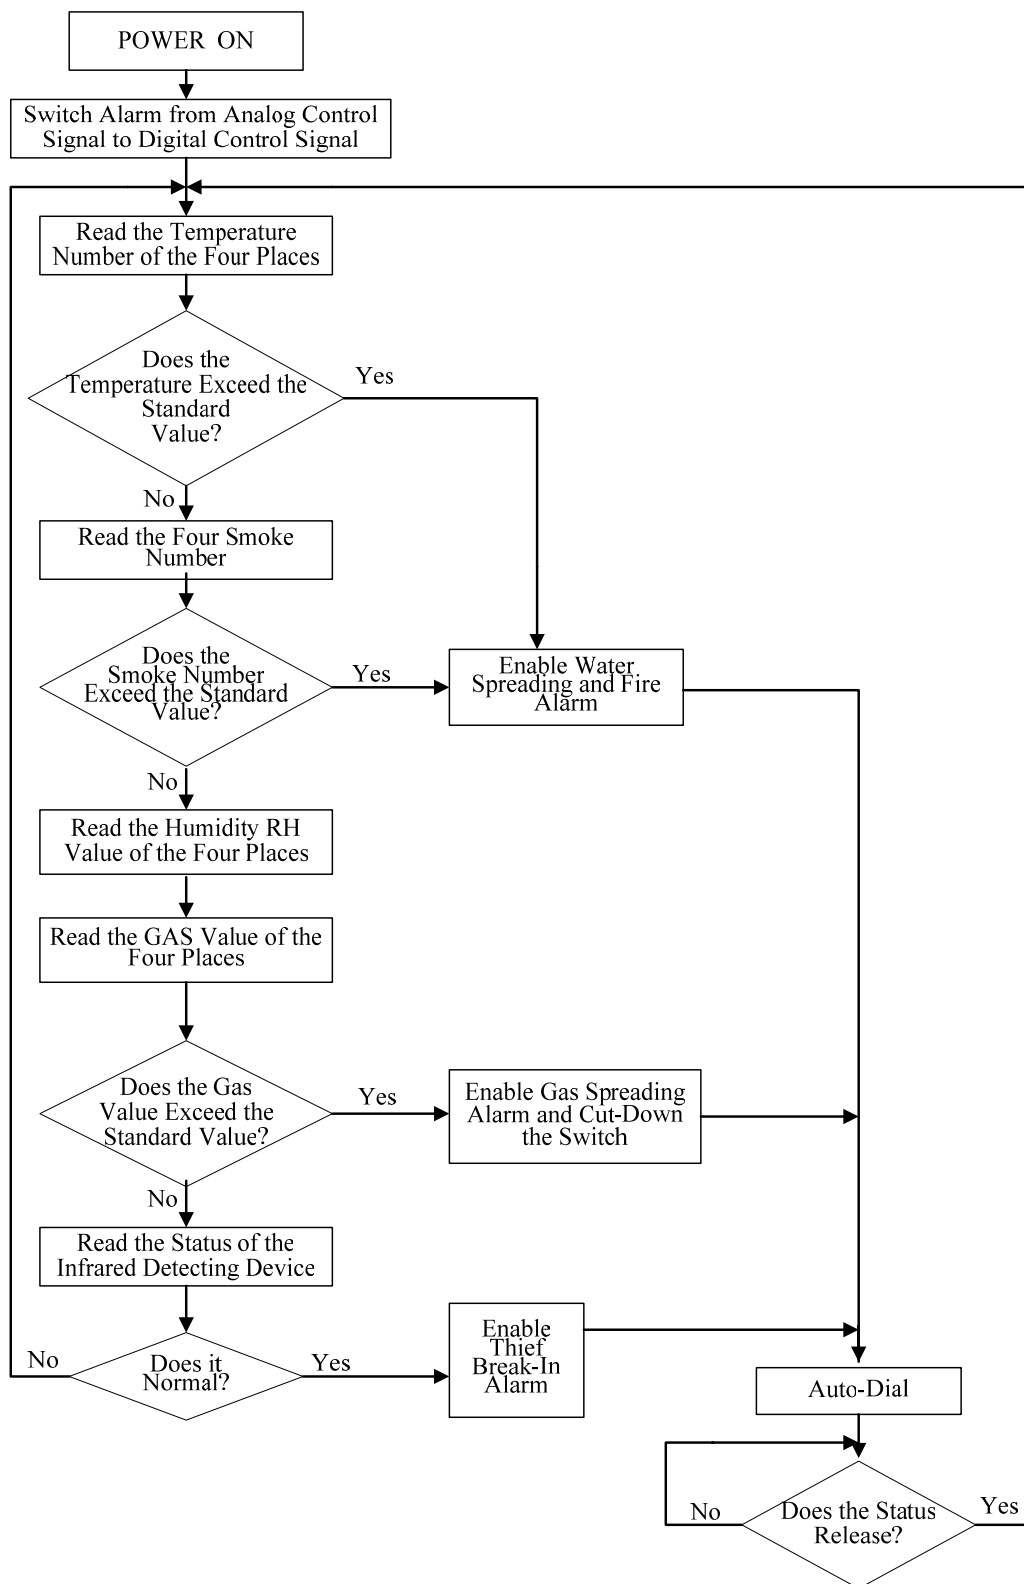 POWER ON
Switch Alarm from Analog Control
Signal to Digital Control Signal
Read the Temperature
Number of the Four Places
Does the
Temperature Exceed the
Standard
Value?
Yes
No
Read the Four Smoke
Number
Does the
Smoke Number
Exceed the Standard
Value?
Yes
Enable Water
Spreading and Fire
Alarm
No
Read the Humidity RH
Value of the Four Places
Read the GAS Value of the
Four Places
Does the Gas
Value Exceed the
Standard Value?
Yes
Enable Gas Spreading
Alarm and Cut-Down
the Switch
No
Read the Status of the
Infrared Detecting Device
No
Does it
Normal?
Yes
Enable
Thief
Break-In
Alarm
Auto-Dial
No
Does the Status
Release?
Yes